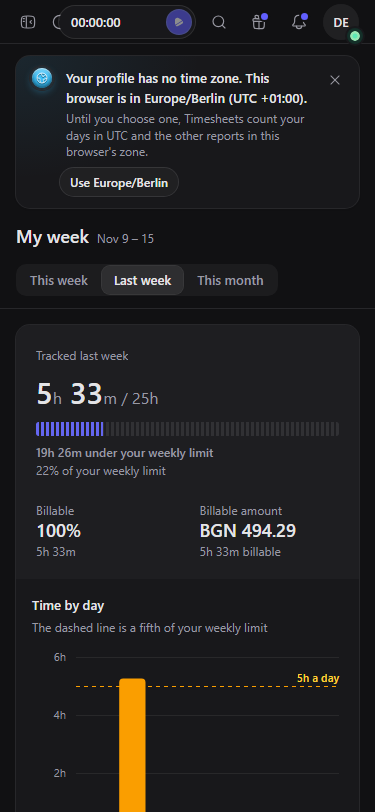 00:00:00
DE
Your profile has no time zone. This
browser is in Europe/Berlin (UTC +01:00).
Until you choose one, Timesheets count your
days in UTC and the other reports in this
browser's zone.
Use Europe/Berlin
My week Nov 9 – 15
This week Last week This month
Tracked last week
5h 33m / 25h
19h 26m under your weekly limit
22% of your weekly limit
Billable Billable amount
100% BGN 494.29
5h 33m 5h 33m billable
Time by day
The dashed line is a fifth of your weekly limit
6h
5h a day
4h
2h